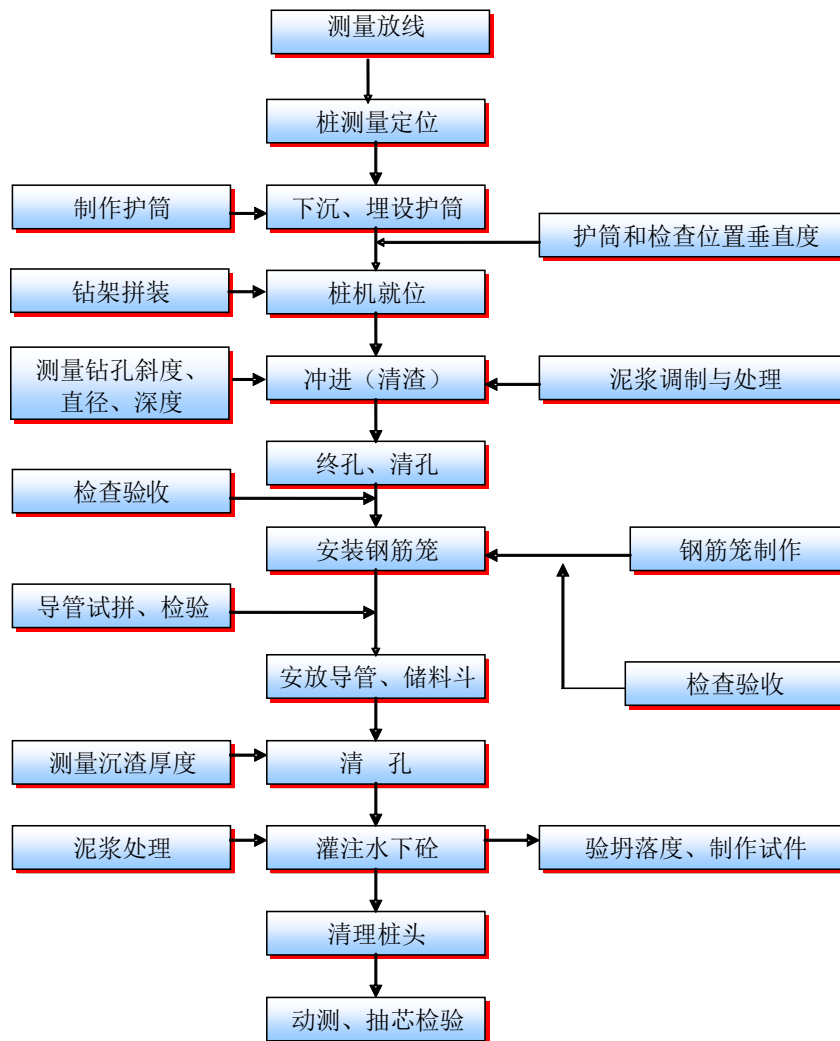 测量放线
桩测量定位
制作护筒
下沉、埋设护筒
护筒和检查位置垂直度
钻架拼装
桩机就位
测量钻孔斜度、
直径、深度
冲进（清渣）
泥浆调制与处理
终孔、清孔
检查验收
安装钢筋笼
钢筋笼制作
导管试拼、检验
安放导管、储料斗
检查验收
测量沉渣厚度
清　孔
泥浆处理
灌注水下砼
验坍落度、制作试件
清理桩头
动测、抽芯检验